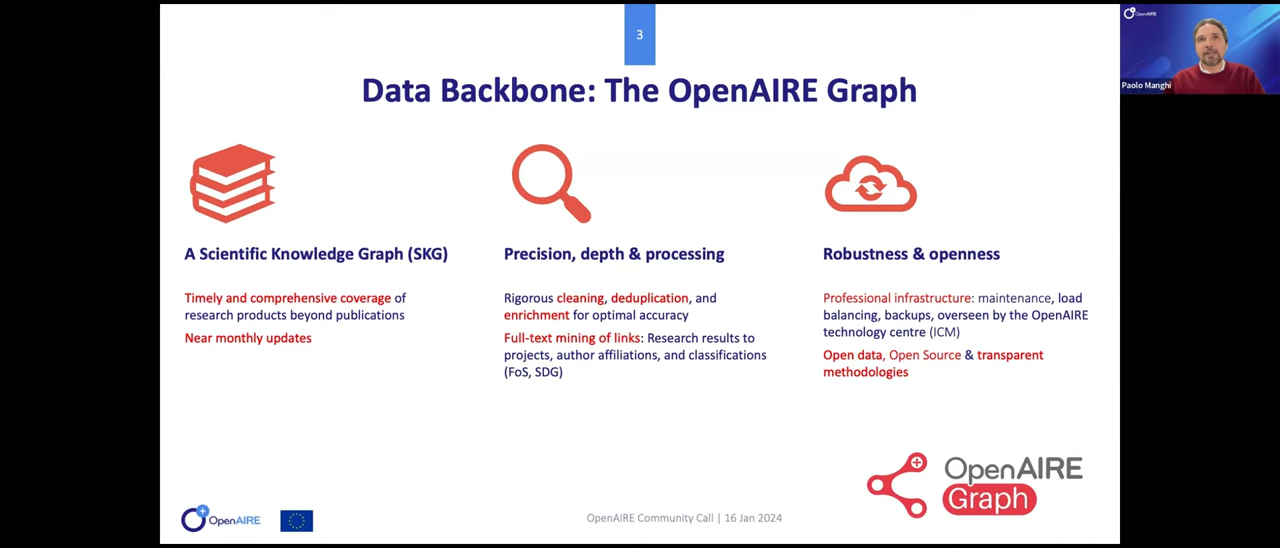 3
Data Backbone: The OpenAIRE Graph
A Scientific Knowledge Graph (SKG)
Timely and comprehensive coverage of
research products beyond publications
Near monthly updates
Precision, depth & processing
Rigorous cleaning, deduplication, and
enrichment for optimal accuracy
Full-text mining of links: Research results to
projects, author affiliations, and classifications
(FoS, SDG)
Robustness & openness
Professional infrastructure: maintenance, load
balancing, backups, overseen by the OpenAIRE
technology centre (ICM)
Open data, Open Source & transparent
methodologies
OpenAIRE
Graph
OpenAIRE
OpenAIRE Community Call | 16 Jan 2024
OpenAIRE
Paolo Manghi